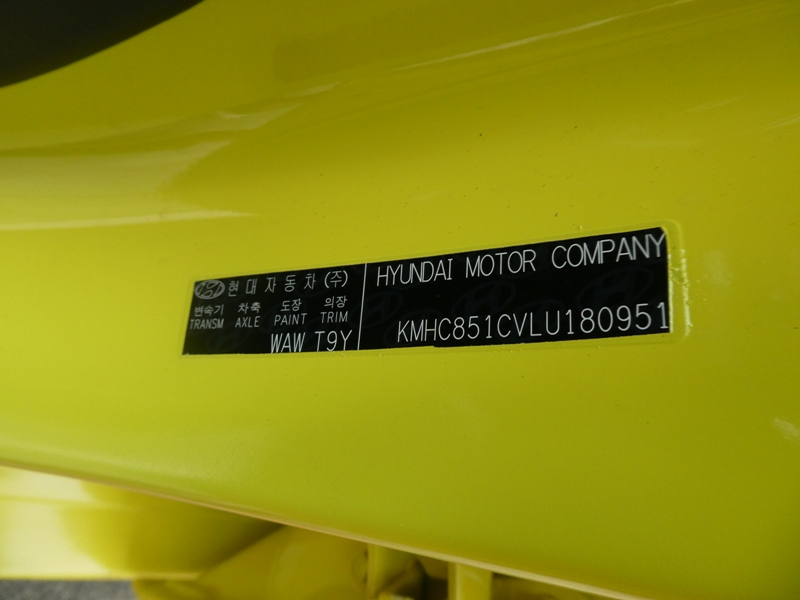 현대자동차(주)
변속기 차축 도장 의장
TRANSM AXLE PAINT TRIM
WAW T9Y
HYUNDAI MOTOR COMPANY
KMHC851CVLU180951